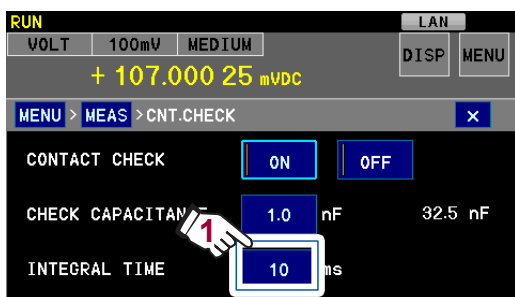 RUN LAN
VOLT 100mV MEDIUM DISP MENU
+ 107.000 25 mVDC
MENU > MEAS > CNT.CHECK ×
CONTACT CHECK ON OFF
CHECK 1.0 nF 32.5 nF
1
INTEGRAL TIME 10 ms